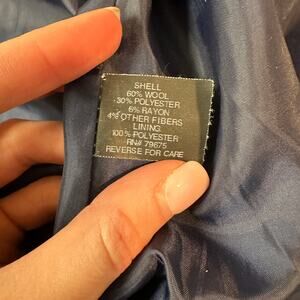 SHELL
60% WOOL
30% POLYESTER
6% RAYON
4% OTHER FIBERS
LINING
100% POLYESTER
RN# 79675
REVERSE FOR CARE